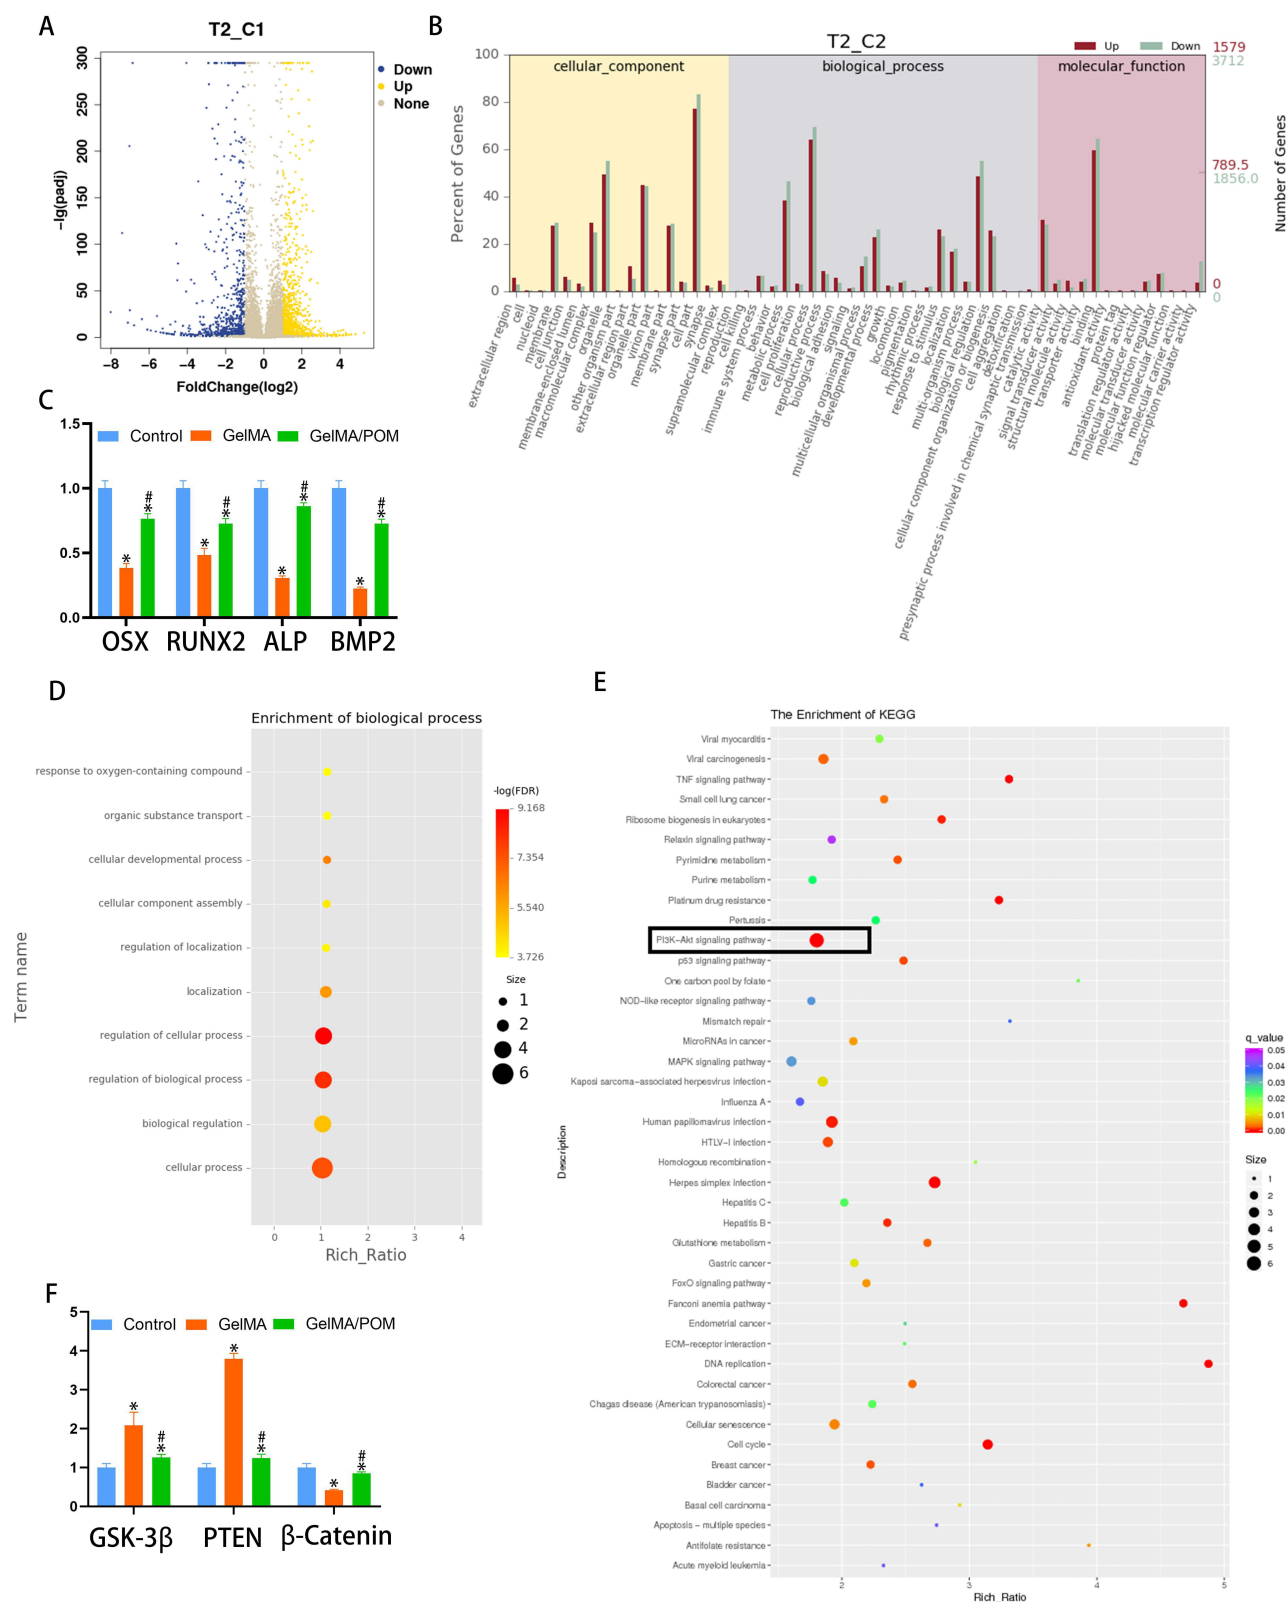 A
T2_C1
300
250
200
150
100
50
0
−lg(padj)
−8
−6
−4
−2
0
2
4
FoldChange(log2)
Down
Up
None
B
T2_C2
Up
Down
cellular_component
biological_process
molecular_function
100
80
60
40
20
0
Percent of Genes
1579
3712
789.5
1856.0
0
0
Number of Genes
extracellular region
cell
nucleoid
membrane
cell junction
membrane-enclosed lumen
macromolecular complex
organelle
other organism part
extracellular region part
organelle part
virion part
membrane part
synapse part
cell part
synapse
supramolecular complex
reproduction
cell killing
immune system process
behavior
metabolic process
cell proliferation
cellular process
reproductive process
biological adhesion
signaling
multicellular organismal process
developmental process
growth
locomotion
pigmentation
rhythmic process
response to stimulus
localization
multi-organism process
biological regulation
cellular component organization or biogenesis
cell aggregation
detoxification
presynaptic process involved in chemical synaptic transmission
catalytic activity
signal transducer activity
structural molecule activity
transporter activity
binding
antioxidant activity
protein tag
translation regulator activity
molecular transducer activity
molecular function regulator
hijacked molecular function
molecular carrier activity
transcription regulator activity
C
Control
GelMA
GelMA/POM
1.5
1.0
0.5
0.0
*
#
*
*
#
*
*
#
*
*
#
*
OSX
RUNX2
ALP
BMP2
D
Enrichment of biological process
Term name
response to oxygen-containing compound
organic substance transport
cellular developmental process
cellular component assembly
regulation of localization
localization
regulation of cellular process
regulation of biological process
biological regulation
cellular process
0
1
2
3
4
Rich_Ratio
-log(FDR)
9.168
7.354
5.540
3.726
Size
1
2
4
6
E
The Enrichment of KEGG
Description
Viral myocarditis
Viral carcinogenesis
TNF signaling pathway
Small cell lung cancer
Ribosome biogenesis in eukaryotes
Relaxin signaling pathway
Pyrimidine metabolism
Purine metabolism
Platinum drug resistance
Pertussis
PI3K−Akt signaling pathway
p53 signaling pathway
One carbon pool by folate
NOD−like receptor signaling pathway
Mismatch repair
MicroRNAs in cancer
MAPK signaling pathway
Kaposi sarcoma−associated herpesvirus infection
Influenza A
Human papillomavirus infection
HTLV−I infection
Homologous recombination
Herpes simplex infection
Hepatitis C
Hepatitis B
Glutathione metabolism
Gastric cancer
FoxO signaling pathway
Fanconi anemia pathway
Endometrial cancer
ECM−receptor interaction
DNA replication
Colorectal cancer
Chagas disease (American trypanosomiasis)
Cellular senescence
Cell cycle
Breast cancer
Bladder cancer
Basal cell carcinoma
Apoptosis − multiple species
Antifolate resistance
Acute myeloid leukemia
2
3
4
5
Rich_Ratio
q_value
0.05
0.04
0.03
0.02
0.01
0.00
Size
1
2
3
4
5
6
F
Control
GelMA
GelMA/POM
5
4
3
2
1
0
*
#
*
*
#
*
*
#
*
GSK-3β
PTEN
β-Catenin